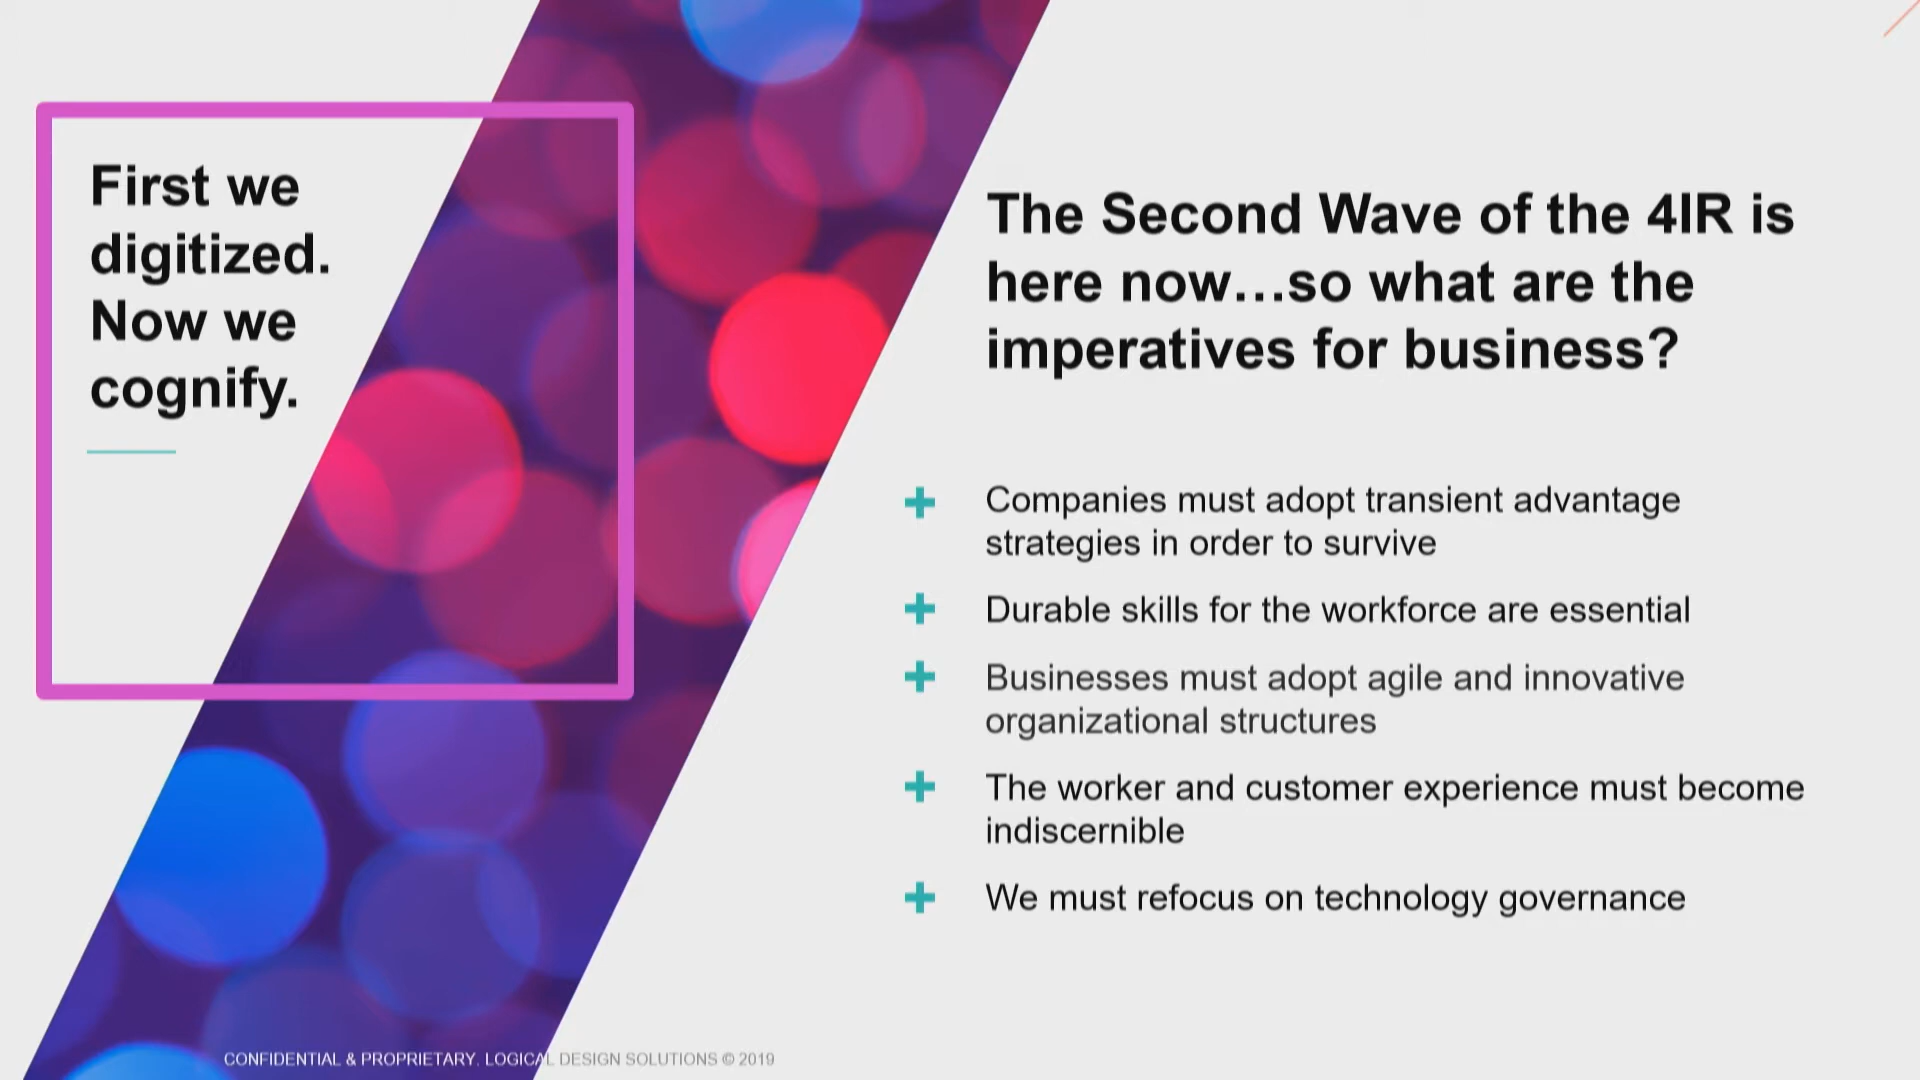 First we
digitized.
Now we
cognify.
The Second Wave of the 4IR is
here now…so what are the
imperatives for business?
Companies must adopt transient advantage
strategies in order to survive
Durable skills for the workforce are essential
Businesses must adopt agile and innovative
organizational structures
The worker and customer experience must become
indiscernible
We must refocus on technology governance
CONFIDENTIAL & PROPRIETARY. LOGICAL DESIGN SOLUTIONS © 2019